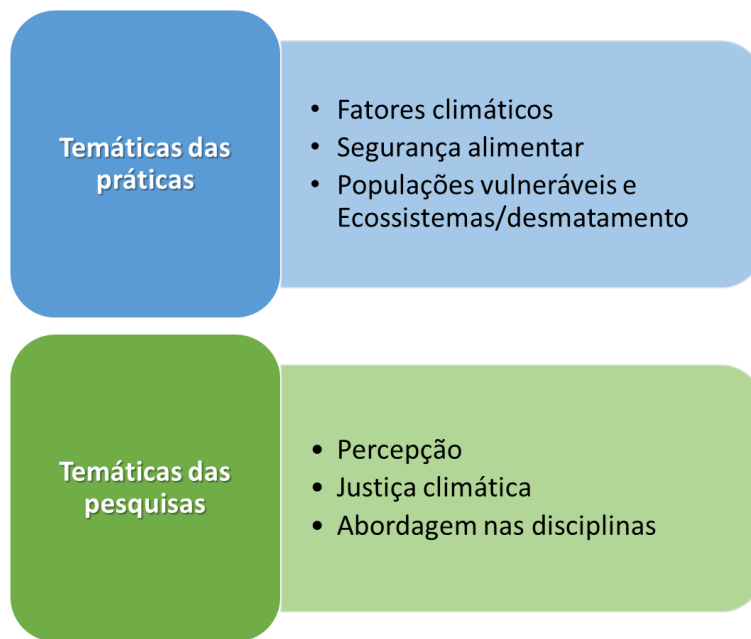 Temáticas das
práticas
• Fatores climáticos
• Segurança alimentar
• Populações vulneráveis e
Ecossistemas/desmatamento
Temáticas das
pesquisas
• Percepção
• Justiça climática
• Abordagem nas disciplinas